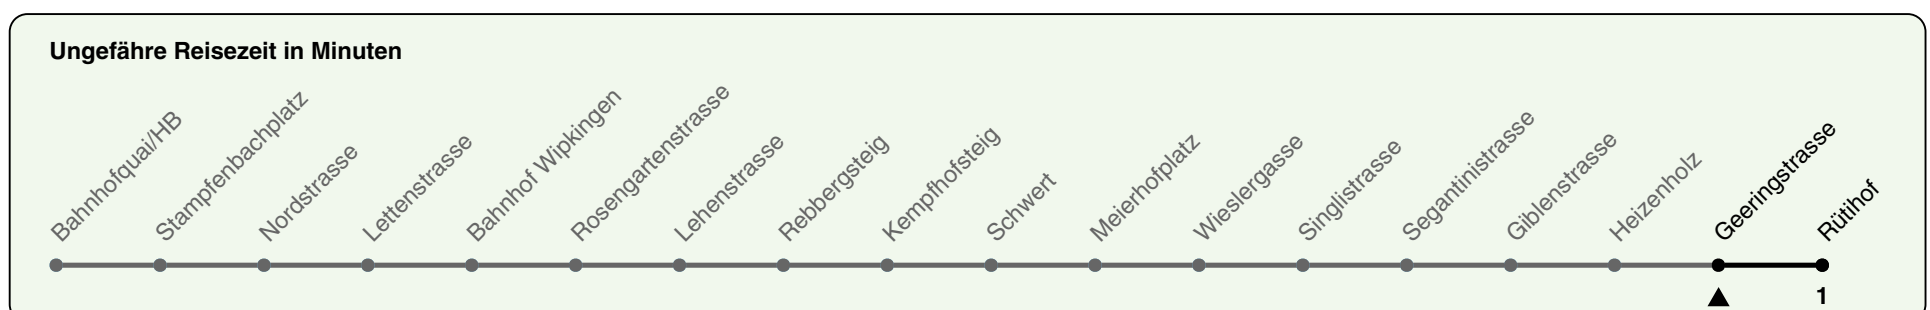 Ungefähre Reisezeit in Minuten
Bahnhofquai/HB
Stampfenbachplatz
Nordstrasse
Lettenstrasse
Bahnhof Wipkingen
Rosengartenstrasse
Lehenstrasse
Rebbergsteig
Kempfhofsteig
Schwert
Meierhofplatz
Wieslergasse
Singlistrasse
Segantinistrasse
Giblenstrasse
Heizenholz
Geeringstrasse
Rütihof
1